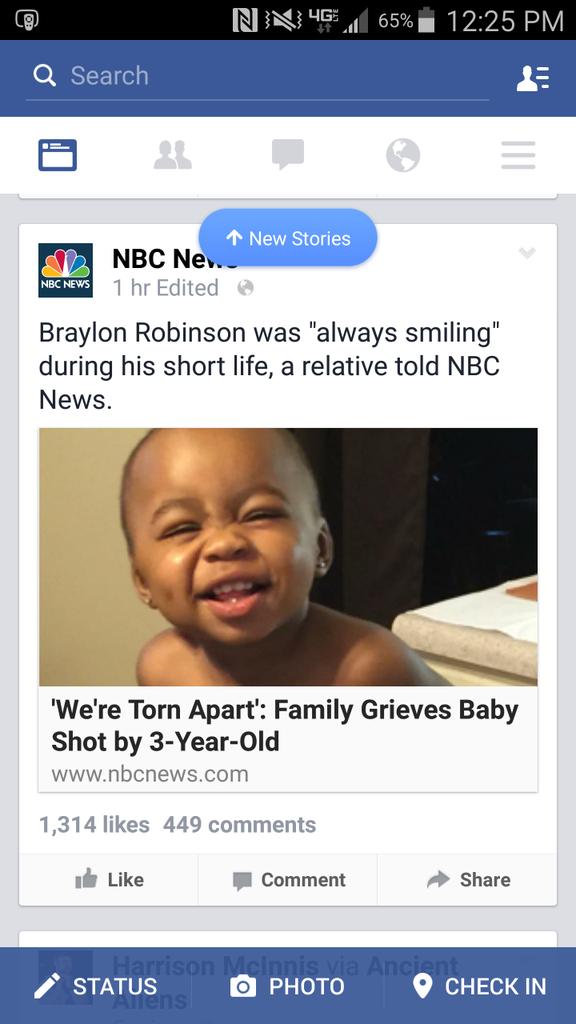 4G LTE 65% 12:25 PM
Search
New Stories
NBC NEWS
NBC News
1 hr Edited
Braylon Robinson was "always smiling"
during his short life, a relative told NBC
News.
'We're Torn Apart': Family Grieves Baby
Shot by 3-Year-Old
www.nbcnews.com
1,314 likes 449 comments
Like Comment Share
Harrison McInnis via Ancient
Aliens
STATUS PHOTO CHECK IN